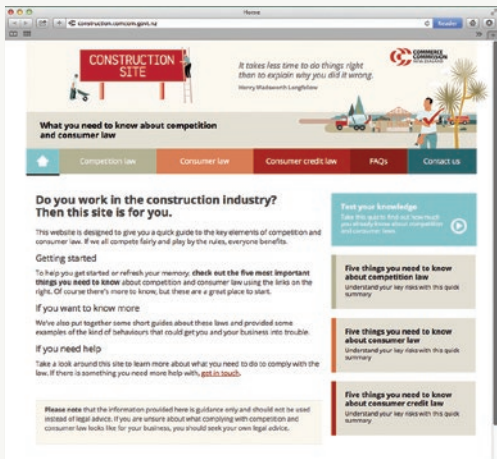 Home
construction.comcom.govt.nz
Reader
CONSTRUCTION
SITE
It takes less time to do things right
than to explain why you did it wrong.
Henry Wadsworth Longfellow
COMMERCE
COMMISSION
NEW ZEALAND
What you need to know about competition
and consumer law
Competition law
Consumer law
Consumer credit law
FAQs
Contact us
Do you work in the construction industry?
Then this site is for you.
This website is designed to give you a quick guide to the key elements of competition and
consumer law. If we all compete fairly and play by the rules, everyone benefits.
Getting started
To help you get started or refresh your memory, check out the five most important
things you need to know about competition and consumer law using the links on the
right. Of course there's more to know, but these are a great place to start.
If you want to know more
We've also put together some short guides about these laws and provided some
examples of the kind of behaviours that could get you and your business into trouble.
If you need help
Take a look around this site to learn more about what you need to do to comply with the
law. If there is something you need more help with, get in touch.
Please note that the information provided here is guidance only and should not be used
instead of legal advice. If you are unsure about what complying with competition and
consumer law looks like for your business, you should seek your own legal advice.
Test your knowledge
Take this quiz to find out how much
you already know about competition
and consumer laws
Five things you need to know
about competition law
Understand your key risks with this quick
summary
Five things you need to know
about consumer law
Understand your key risks with this quick
summary
Five things you need to know
about consumer credit law
Understand your key risks with this quick
summary